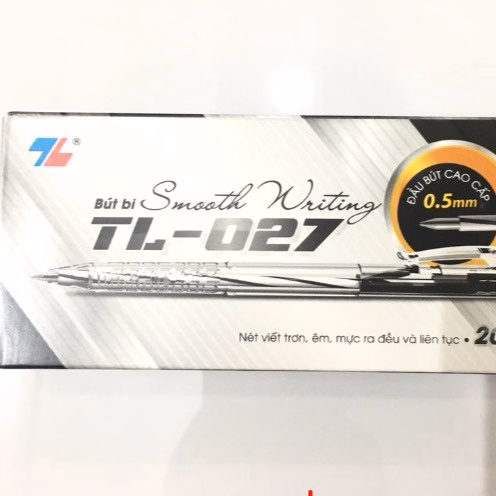 TL ®
Bút bi Smooth Writing
TL-027
ĐẦU BÚT CAO CẤP
0.5mm
Nét viết trơn, êm, mực ra đều và liên tục •